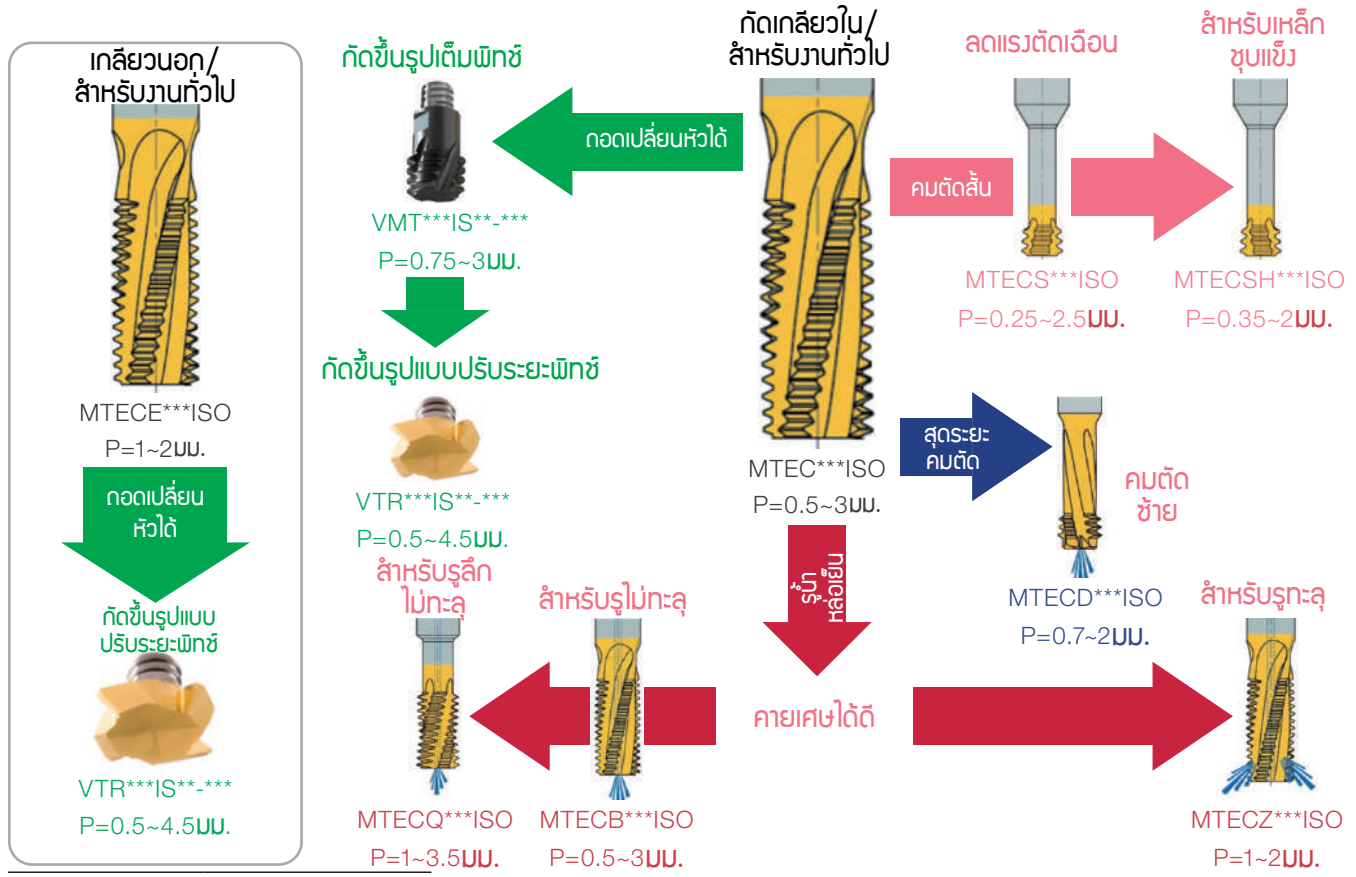 เกลียวนอก/
สำหรับงานทั่วไป
MTECE***ISO
P=1~2มม.
ถอดเปลี่ยน
หัวได้
กัดขึ้นรูปแบบ
ปรับระยะพิทช์
VTR***IS**-***
P=0.5~4.5มม.
กัดขึ้นรูปเต็มพิทช์
VMT***IS**-***
P=0.75~3มม.
กัดขึ้นรูปแบบปรับระยะพิทช์
VTR***IS**-***
P=0.5~4.5มม.
ถอดเปลี่ยนหัวได้
กัดเกลียวใน/
สำหรับงานทั่วไป
MTEC***ISO
P=0.5~3มม.
คมตัดสั้น
ลดแรงตัดเฉือน
MTECS***ISO
P=0.25~2.5มม.
สำหรับเหล็ก
ชุบแข็ง
MTECSH***ISO
P=0.35~2มม.
สุดระยะ
คมตัด
คมตัด
ซ้าย
MTECD***ISO
P=0.7~2มม.
รูน้ำ
หล่อเย็น
คายเศษได้ดี
สำหรับรูลึก
ไม่ทะลุ
MTECQ***ISO
P=1~3.5มม.
สำหรับรูไม่ทะลุ
MTECB***ISO
P=0.5~3มม.
สำหรับรูทะลุ
MTECZ***ISO
P=1~2มม.